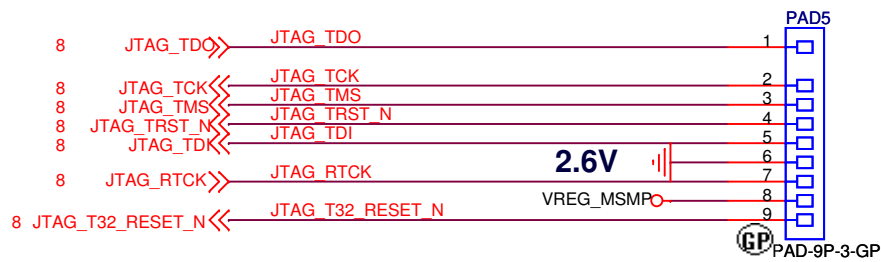 PAD5
8 JTAG_TDO JTAG_TDO 1
8 JTAG_TCK JTAG_TCK 2
8 JTAG_TMS JTAG_TMS 3
8 JTAG_TRST_N JTAG_TRST_N 4
8 JTAG_TDI JTAG_TDI 5
2.6V 6
8 JTAG_RTCK JTAG_RTCK 7
VREG_MSMP 8
8 JTAG_T32_RESET_N JTAG_T32_RESET_N 9
GP PAD-9P-3-GP